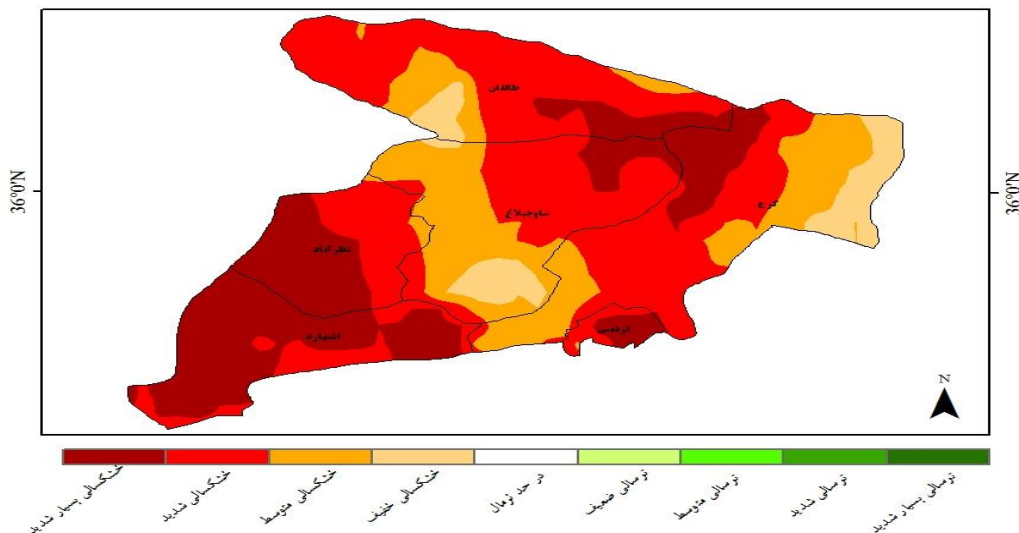 طالقان
36°0'N
36°0'N
کرج
ساوجبلاغ
نظرآباد
اشتهارد
فردیس
N
خشکسالی بسیار شدید
خشکسالی شدید
خشکسالی متوسط
خشکسالی خفیف
در حد نرمال
ترسالی ضعیف
ترسالی متوسط
ترسالی شدید
ترسالی بسیار شدید